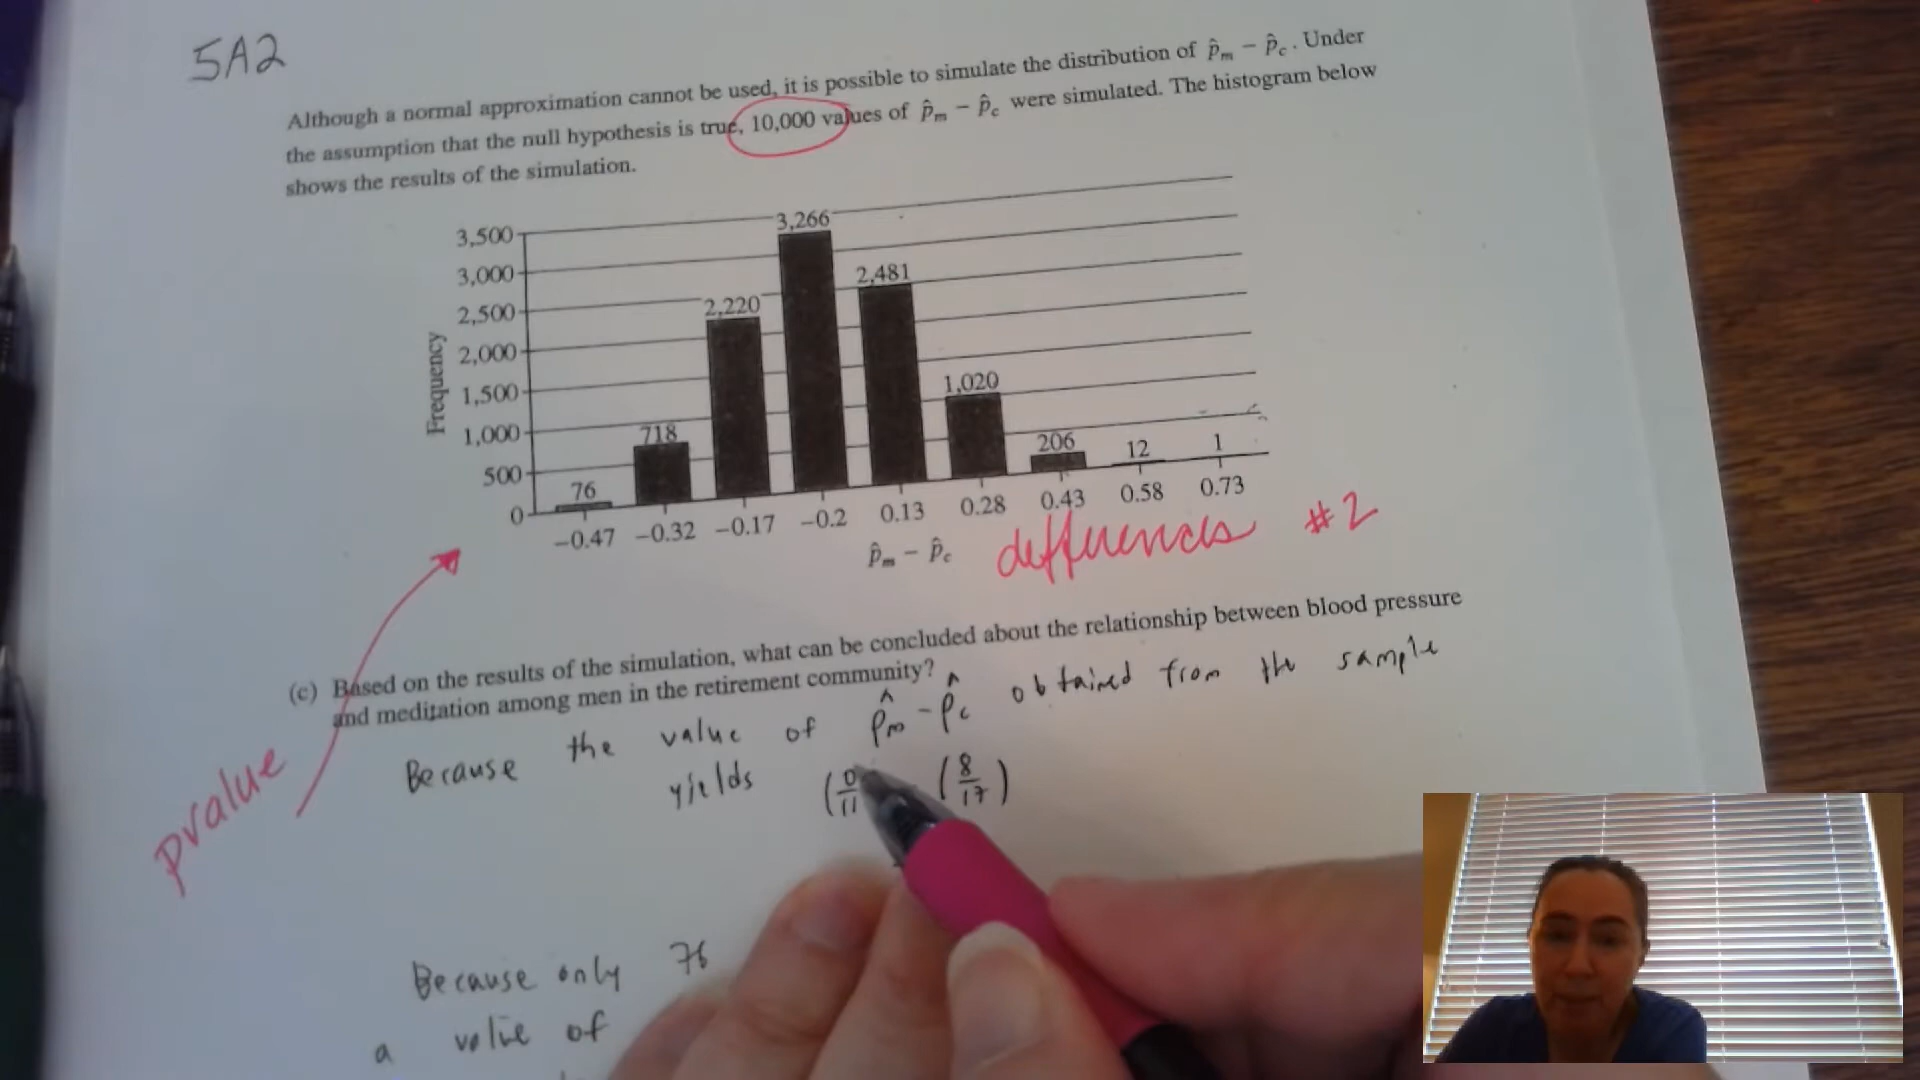 5A2
Although a normal approximation cannot be used, it is possible to simulate the distribution of p̂ₘ − p̂꜀. Under
the assumption that the null hypothesis is true, 10,000 values of p̂ₘ − p̂꜀ were simulated. The histogram below
shows the results of the simulation.
3,500
3,000
2,500
2,000
1,500
1,000
500
0
Frequency
76
718
2,220
3,266
2,481
1,020
206
12
1
−0.47 −0.32 −0.17 −0.2 0.13 0.28 0.43 0.58 0.73
p̂ₘ − p̂꜀
differences #2
pvalue
(c) Based on the results of the simulation, what can be concluded about the relationship between blood pressure
and meditation among men in the retirement community?
Because the value of p̂ₘ − p̂꜀ obtained from the sample
yields (0/11 (8/17)
Because only 76
a value of